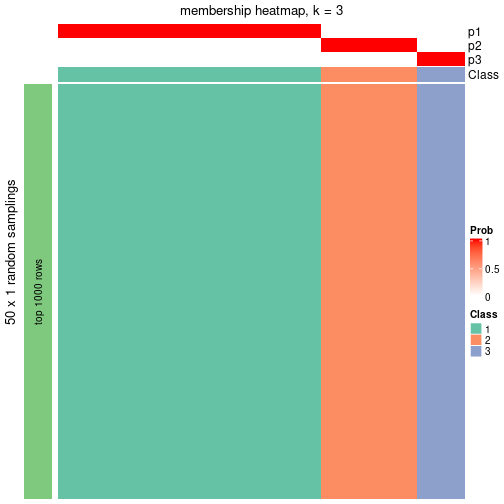 membership heatmap, k = 3
p1
p2
p3
Class
50 x 1 random samplings
top 1000 rows
Prob
1
0.5
0
Class
1
2
3